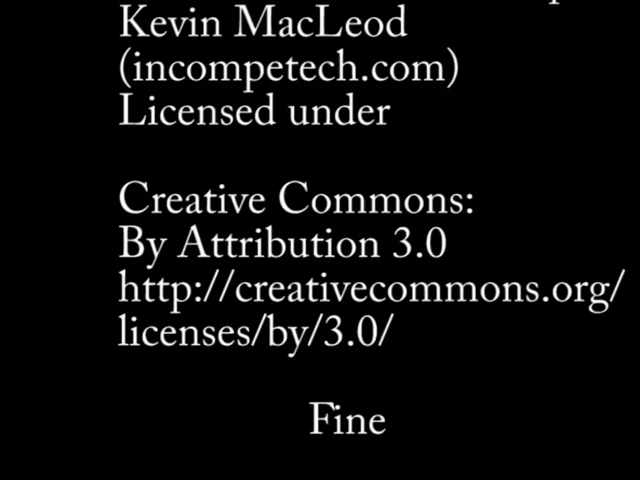 Kevin MacLeod
(incompetech.com)
Licensed under
Creative Commons:
By Attribution 3.0
http://creativecommons.org/
licenses/by/3.0/
Fine